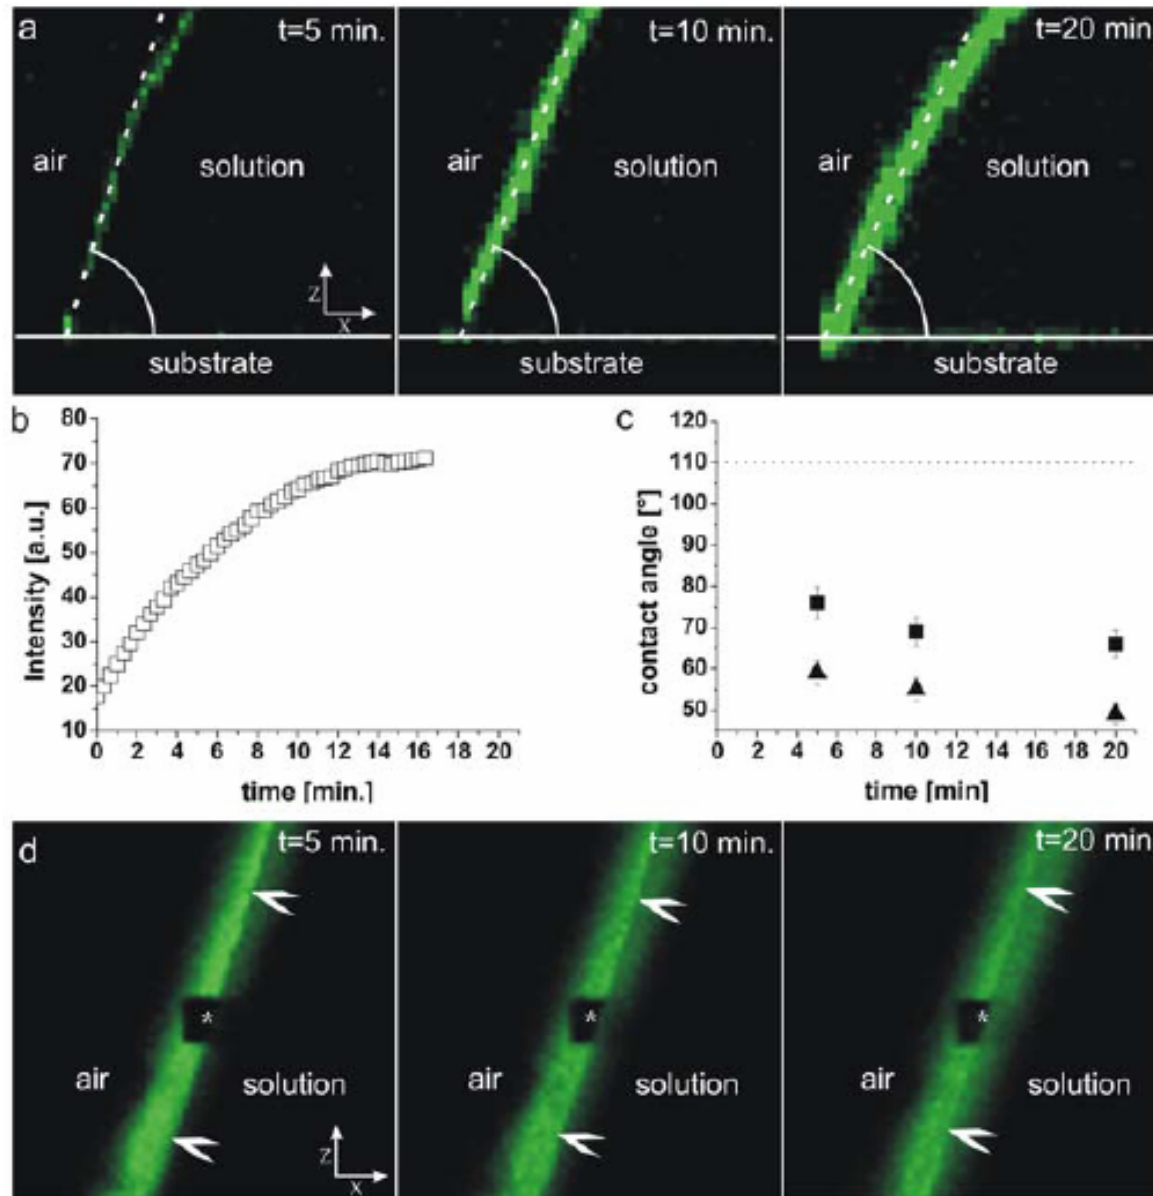 a
t=5 min.
t=10 min.
t=20 min
air
solution
air
solution
air
solution
Z
X
substrate
substrate
substrate
b
80
70
60
50
40
30
20
10
Intensity [a.u.]
0 2 4 6 8 10 12 14 16 18 20
time [min.]
c
120
110
100
90
80
70
60
50
contact angle [°]
0 2 4 6 8 10 12 14 16 18 20
time [min]
d
t=5 min.
t=10 min.
t=20 min
*
*
*
air
solution
air
solution
air
solution
Z
X